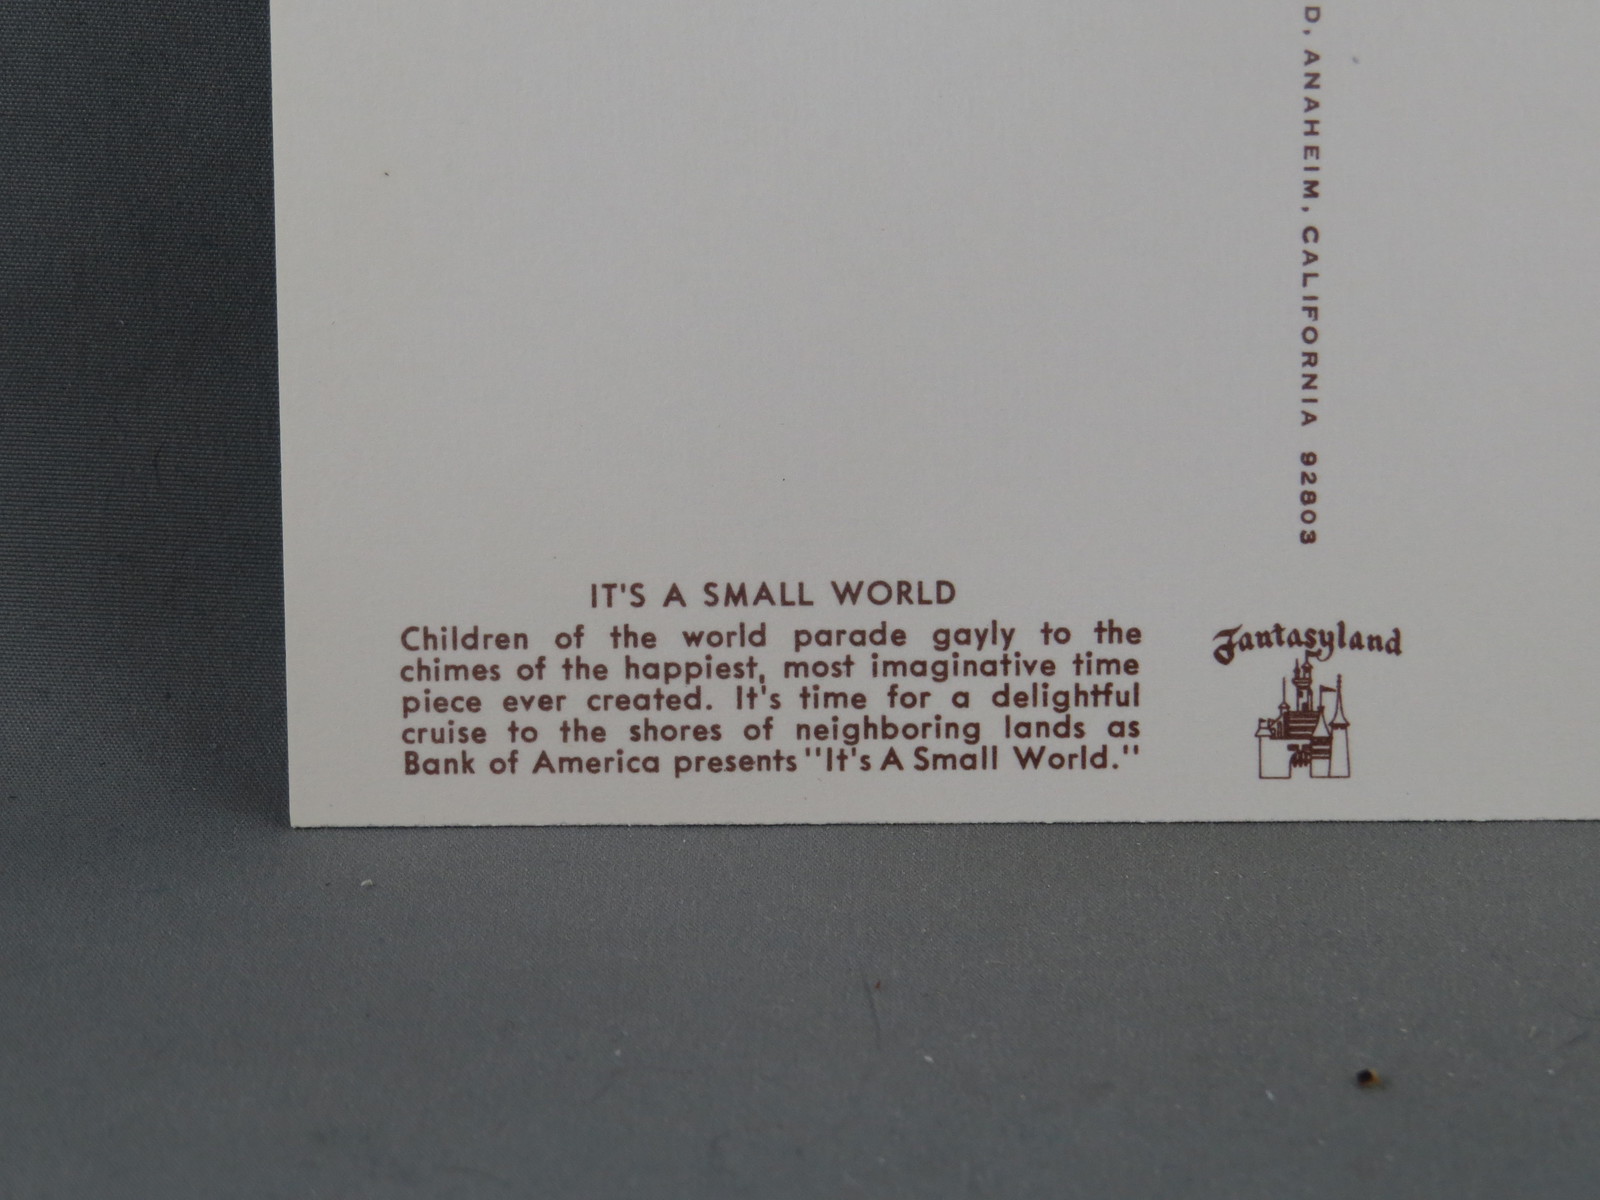 D, ANAHEIM, CALIFORNIA 92803
IT'S A SMALL WORLD
Children of the world parade gayly to the
chimes of the happiest, most imaginative time
piece ever created. It's time for a delightful
cruise to the shores of neighboring lands as
Bank of America presents "It's A Small World."
Fantasyland